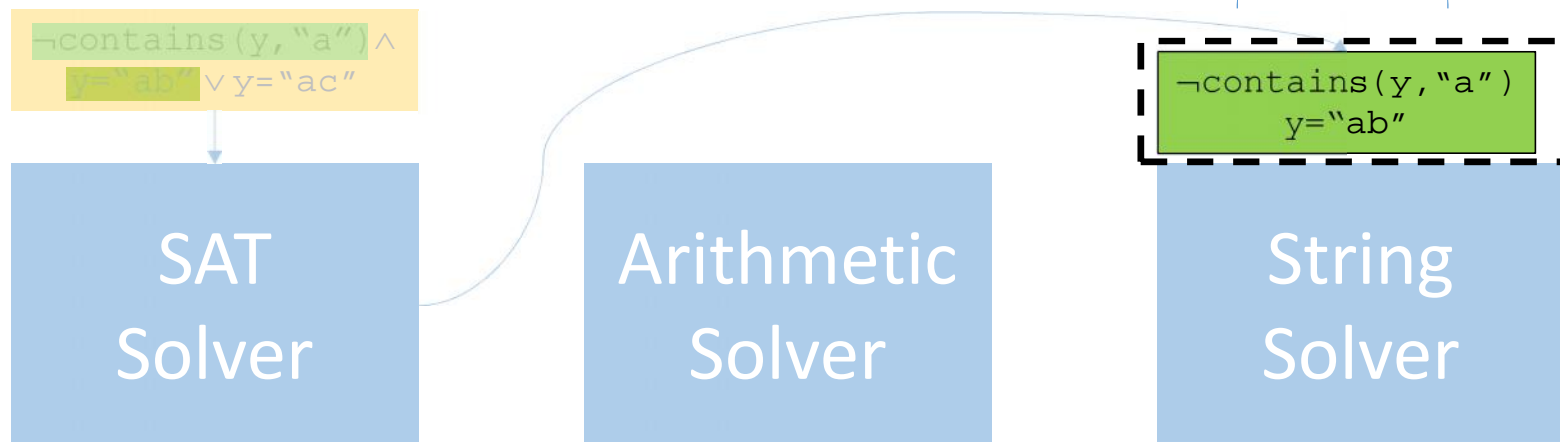 ¬contains(y,“a”)∧
y=“ab” ∨ y=“ac”
¬contains(y,“a”)
y=“ab”
SAT
Solver
Arithmetic
Solver
String
Solver